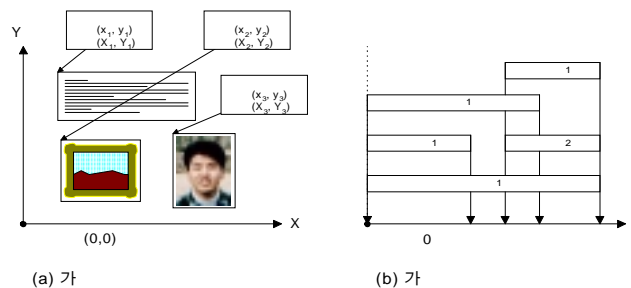 Y
(x1, y1)
(X1, Y1)
(x2, y2)
(X2, Y2)
(x3, y3)
(X3, Y3)
X
(0,0)
(a) 가
1
1
1
2
1
0
(b) 가